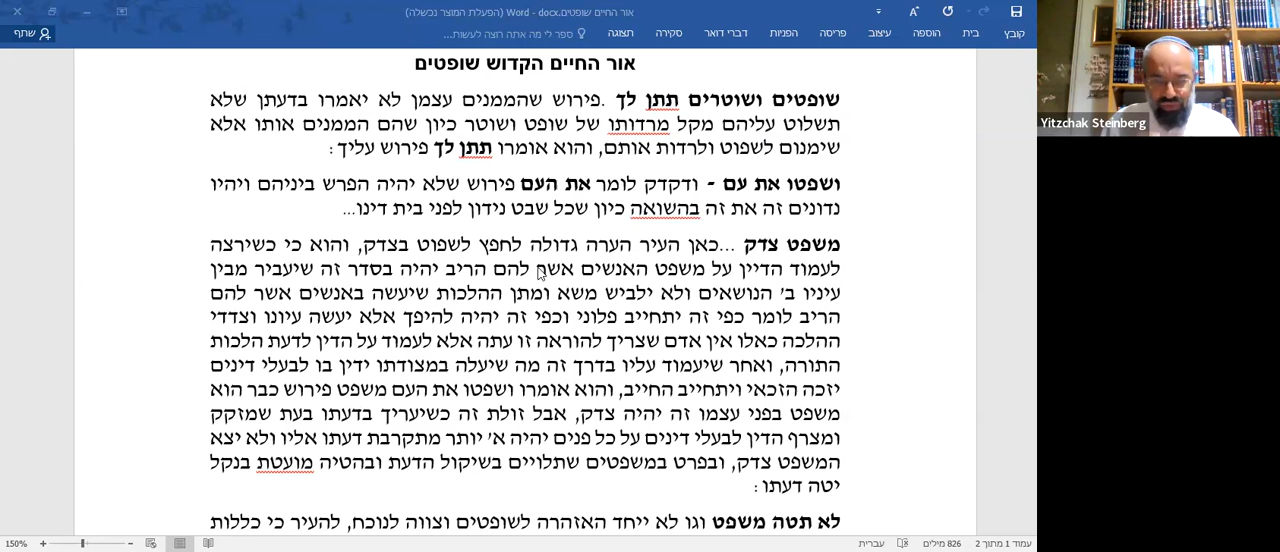 אור החיים שופטים.docx - Word (הפעלת המוצר נכשלה)
קובץ בית הוספה עיצוב פריסה הפניות דברי דואר סקירה תצוגה ספר לי מה אתה רוצה לעשות... שתף
אור החיים הקדוש שופטים
שופטים ושוטרים תתן לך .פירוש שהממנים עצמן לא יאמרו בדעתן שלא
תשלוט עליהם מקל מרדותו של שופט ושוטר כיון שהם הממנים אותו אלא
שימנום לשפוט ולרדות אותם, והוא אומרו תתן לך פירוש עליך:
ושפטו את עם - ודקדק לומר את העם פירוש שלא יהיה הפרש ביניהם ויהיו
נדונים זה את זה בהשואה כיון שכל שבט נידון לפני בית דינו...
משפט צדק ...כאן העיר הערה גדולה לחפץ לשפוט בצדק, והוא כי כשירצה
לעמוד הדיין על משפט האנשים אשר להם הריב יהיה בסדר זה שיעביר מבין
עיניו ב' הנושאים ולא ילביש משא ומתן ההלכות שיעשה באנשים אשר להם
הריב לומר כפי זה יתחייב פלוני וכפי זה יהיה להיפך אלא יעשה עיונו וצדדי
ההלכה כאלו אין אדם שצריך להוראה זו עתה אלא לעמוד על הדין לדעת הלכות
התורה, ואחר שיעמוד עליו בדרך זה מה שיעלה במצודתו ידין בו לבעלי דינים
יזכה הזכאי ויתחייב החייב, והוא אומרו ושפטו את העם משפט פירוש כבר הוא
משפט בפני עצמו זה יהיה צדק, אבל זולת זה כשיעריך בדעתו בעת שמזקק
ומצרף הדין לבעלי דינים על כל פנים יהיה א' יותר מתקרבת דעתו אליו ולא יצא
המשפט צדק, ובפרט במשפטים שתלויים בשיקול הדעת ובהטיה מועטת בנקל
יטה דעתו:
לא תטה משפט וגו לא ייחד האזהרה לשופטים וצווה לנוכח, להעיר כי כללות
עמוד 1 מתוך 2 826 מילים עברית 150%
Yitzchak Steinberg